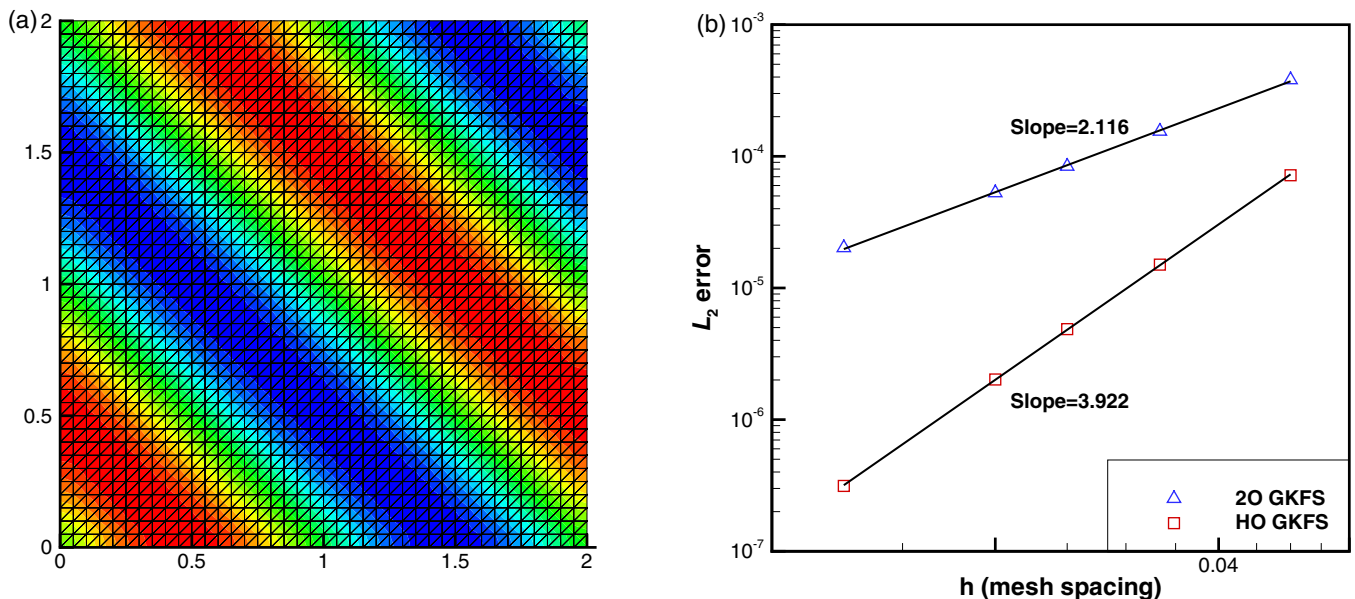 (a)
2
1.5
1
0.5
0
0 0.5 1 1.5 2
(b)
10-3
10-4
10-5
10-6
10-7
L2 error
Slope=2.116
Slope=3.922
2O GKFS
HO GKFS
0.04
h (mesh spacing)